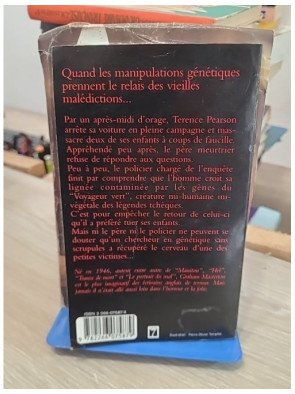 Quand les manipulations génétiques
prennent le relais des vieilles
malédictions...
Par un après-midi d'orage, Terence Pearson
arrête sa voiture en pleine campagne et mas-
sacre deux de ses enfants à coups de faucille.
Appréhendé peu après, le père meurtrier
refuse de répondre aux questions.
Peu à peu, le policier chargé de l'enquête
finit par comprendre que l'homme croit sa
lignée contaminée par les gènes du
"Voyageur vert", créature mi-humaine mi-
végétale des légendes tchèques.
C'est pour empêcher le retour de celui-ci
qu'il a préféré tuer ses enfants.
Mais ni le père ni le policier ne peuvent se
douter qu'un chercheur en génétique sans
scrupules a récupéré le cerveau d'une des
petites victimes...
Né en 1946, auteur entre autre de "Manitou",
et "Le portrait du mal", Graham Masterton
est le plus imaginatif des écrivains anglais de terreur. Mais
jamais il n'était allé aussi loin dans l'horreur et la folie.
ISBN 2-266-07587-X
9 782266 075879
Illustration : Pierre-Olivier Templier